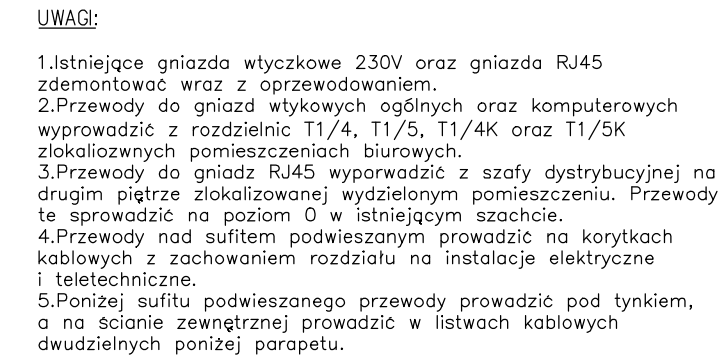 UWAGI:
1.Istniejące gniazda wtyczkowe 230V oraz gniazda RJ45
zdemontować wraz z oprzewodowaniem.
2.Przewody do gniazd wtykowych ogólnych oraz komputerowych
wyprowadzić z rozdzielnic T1/4, T1/5, T1/4K oraz T1/5K
zlokaliozwnych pomieszczeniach biurowych.
3.Przewody do gniadz RJ45 wyporwadzić z szafy dystrybucyjnej na
drugim piętrze zlokalizowanej wydzielonym pomieszczeniu. Przewody
te sprowadzić na poziom 0 w istniejącym szachcie.
4.Przewody nad sufitem podwieszanym prowadzić na korytkach
kablowych z zachowaniem rozdziału na instalacje elektryczne
i teletechniczne.
5.Poniżej sufitu podwieszanego przewody prowadzić pod tynkiem,
a na ścianie zewnętrznej prowadzić w listwach kablowych
dwudzielnych poniżej parapetu.